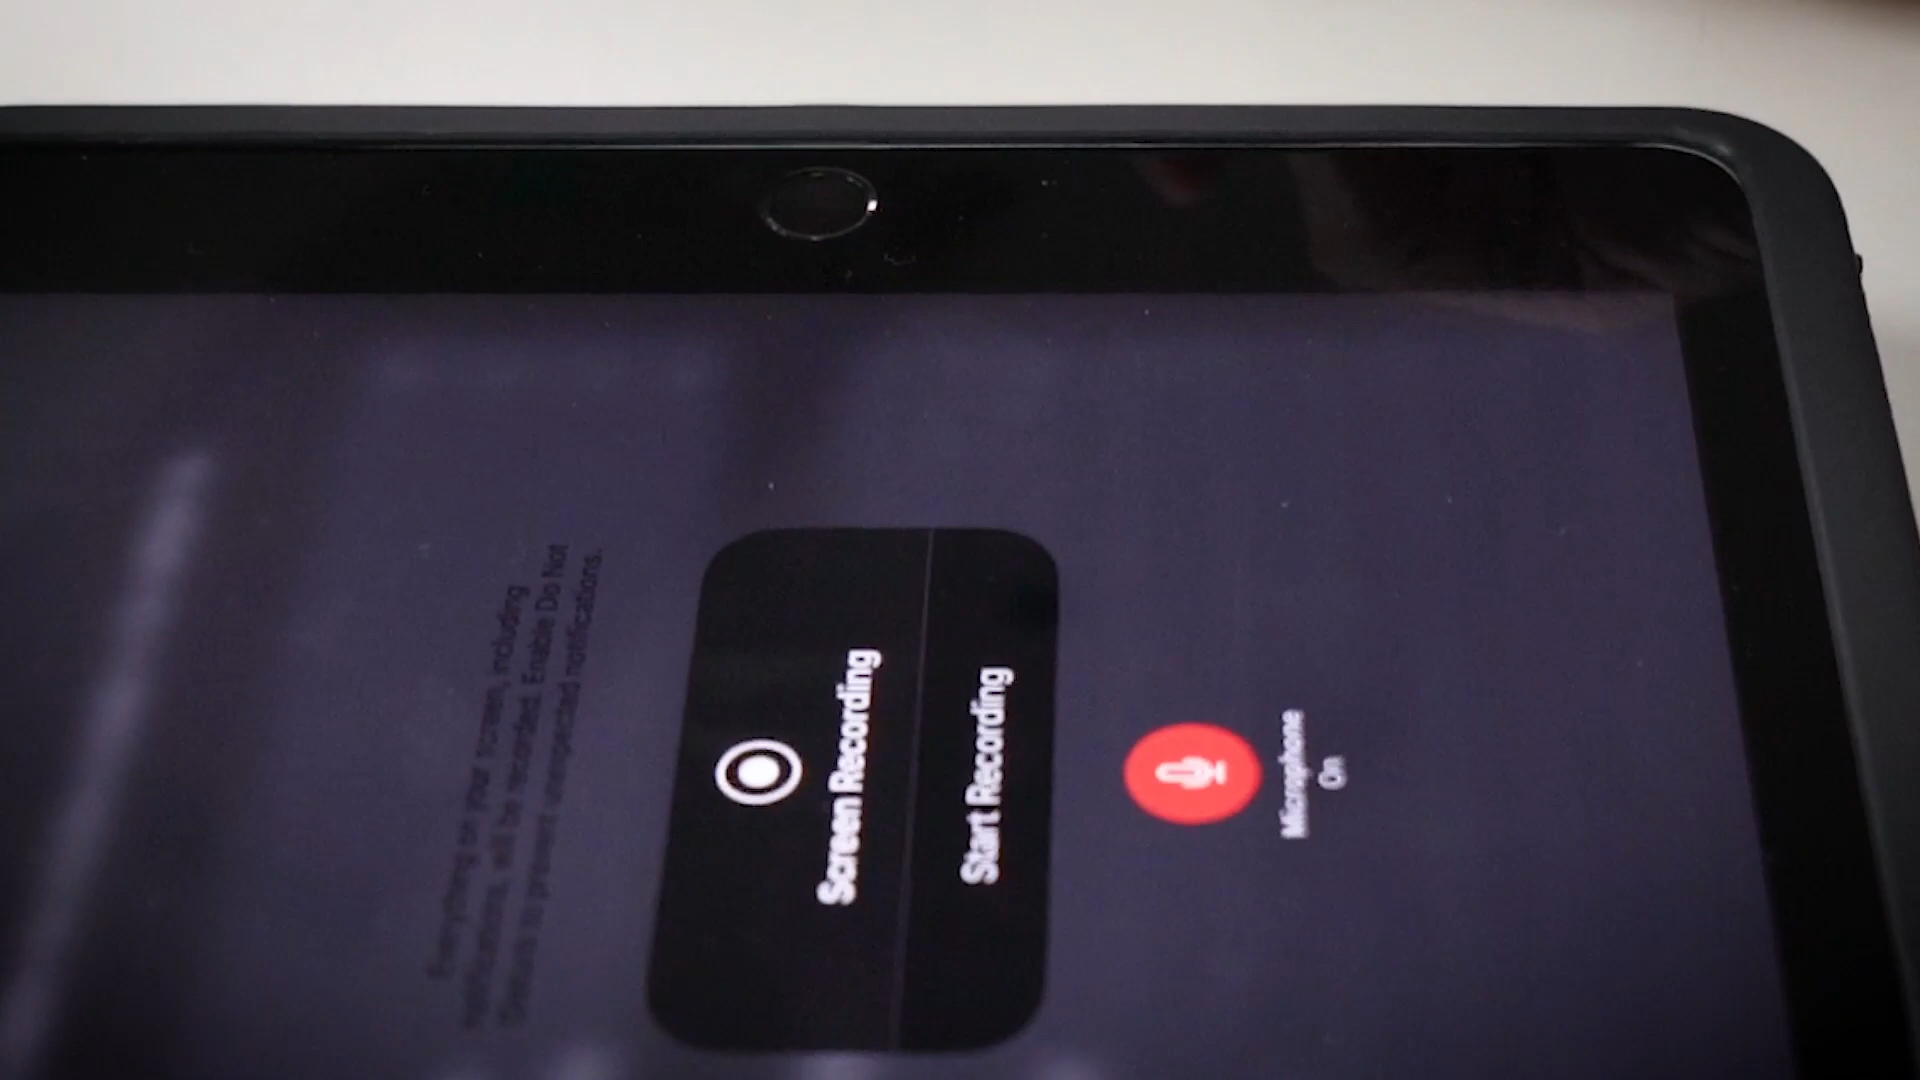 Everything on your screen, including
notifications, will be recorded. Enable Do Not
Disturb to prevent unexpected notifications.
Screen Recording
Start Recording
Microphone
On